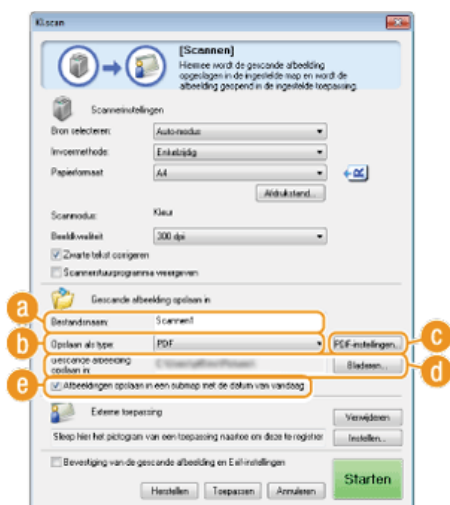 KLscan
[Scannen]
Hiermee wordt de gescande afbeelding
opgeslagen in de ingestelde map en wordt de
afbeelding geopend in de ingestelde toepassing.
Scannerinstellingen
Bron selecteren: Auto-modus
Invoermethode: Enkelzijdig
Papierformaat A4
Afdrukstand...
Scanmodus: Kleur
Beeldkwaliteit 300 dpi
Zwarte tekst corrigeren
Scannerstuurprogramma weergeven
Gescande afbeelding opslaan in
a
Bestandsnaam: Scannen1
b
Opslaan als type: PDF PDF-instellingen... c
Gescande afbeelding
opslaan in: Bladeren... d
e
Afbeeldingen opslaan in een submap met de datum van vandaag
Externe toepassing Verwijderen
Sleep hier het pictogram van een toepassing naartoe om deze te registrer Instellen...
Bevestiging van de gescande afbeelding en Exif-instellingen
Starten
Herstellen Toepassen Annuleren